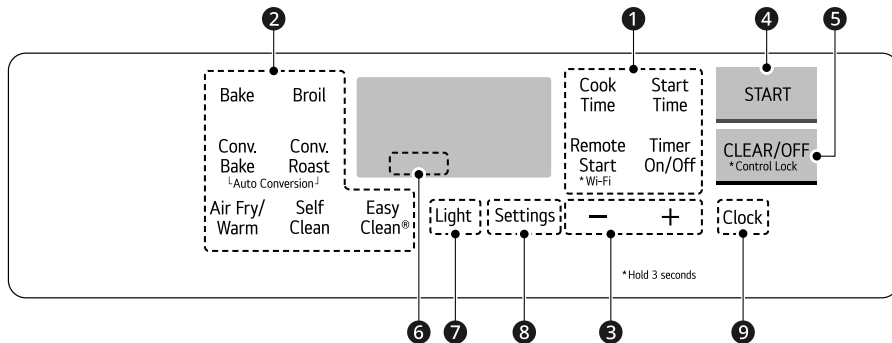 2
1
4
5
Bake
Broil
Cook
Time
Start
Time
START
Conv.
Bake
Conv.
Roast
└Auto Conversion┘
Remote
Start
*Wi-Fi
Timer
On/Off
CLEAR/OFF
*Control Lock
Air Fry/
Warm
Self
Clean
Easy
Clean®
Light
Settings
−
+
Clock
*Hold 3 seconds
6
7
8
3
9